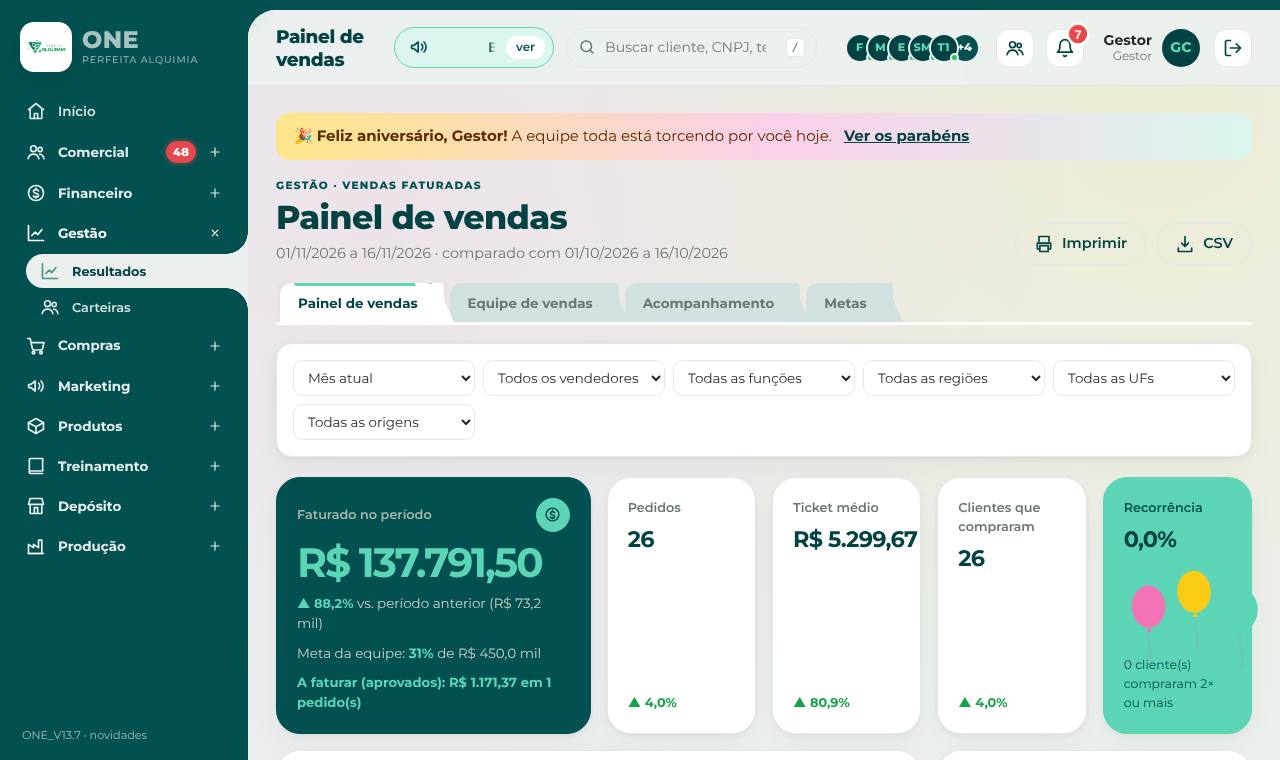 ONE
PERFEITA ALQUIMIA
Início
Comercial 48 +
Financeiro +
Gestão ×
Resultados
Carteiras
Compras +
Marketing +
Produtos +
Treinamento +
Depósito +
Produção +
ONE_V13.7 · novidades
Painel de
vendas
ver
Buscar cliente, CNPJ, te
/
F M E SM T1 +4
7
Gestor
Gestor
GC
🎉 Feliz aniversário, Gestor! A equipe toda está torcendo por você hoje. Ver os parabéns
GESTÃO · VENDAS FATURADAS
Painel de vendas
01/11/2026 a 16/11/2026 · comparado com 01/10/2026 a 16/10/2026
Imprimir
CSV
Painel de vendas
Equipe de vendas
Acompanhamento
Metas
Mês atual
Todos os vendedores
Todas as funções
Todas as regiões
Todas as UFs
Todas as origens
Faturado no período
R$ 137.791,50
▲ 88,2% vs. período anterior (R$ 73,2
mil)
Meta da equipe: 31% de R$ 450,0 mil
A faturar (aprovados): R$ 1.171,37 em 1
pedido(s)
Pedidos
26
▲ 4,0%
Ticket médio
R$ 5.299,67
▲ 80,9%
Clientes que
compraram
26
▲ 4,0%
Recorrência
0,0%
0 cliente(s)
compraram 2×
ou mais